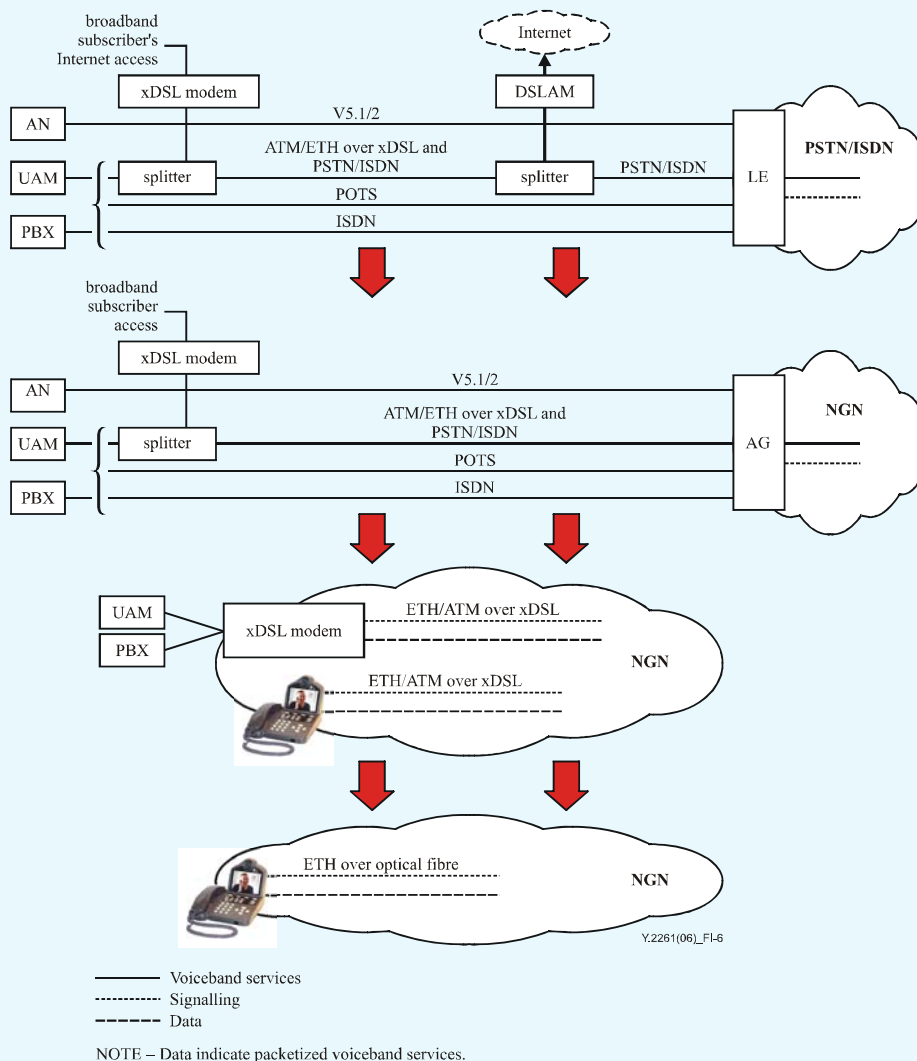 broadband
subscriber's
Internet access
Internet
xDSL modem
DSLAM
AN
V5.1/2
PSTN/ISDN
ATM/ETH over xDSL and
PSTN/ISDN
PSTN/ISDN
UAM
splitter
splitter
LE
POTS
PBX
ISDN
broadband
subscriber
access
xDSL modem
AN
V5.1/2
NGN
ATM/ETH over xDSL and
PSTN/ISDN
UAM
splitter
AG
POTS
PBX
ISDN
UAM
PBX
xDSL modem
ETH/ATM over xDSL
NGN
ETH/ATM over xDSL
ETH over optical fibre
NGN
Y.2261(06)_FI-6
Voiceband services
Signalling
Data
NOTE – Data indicate packetized voiceband services.